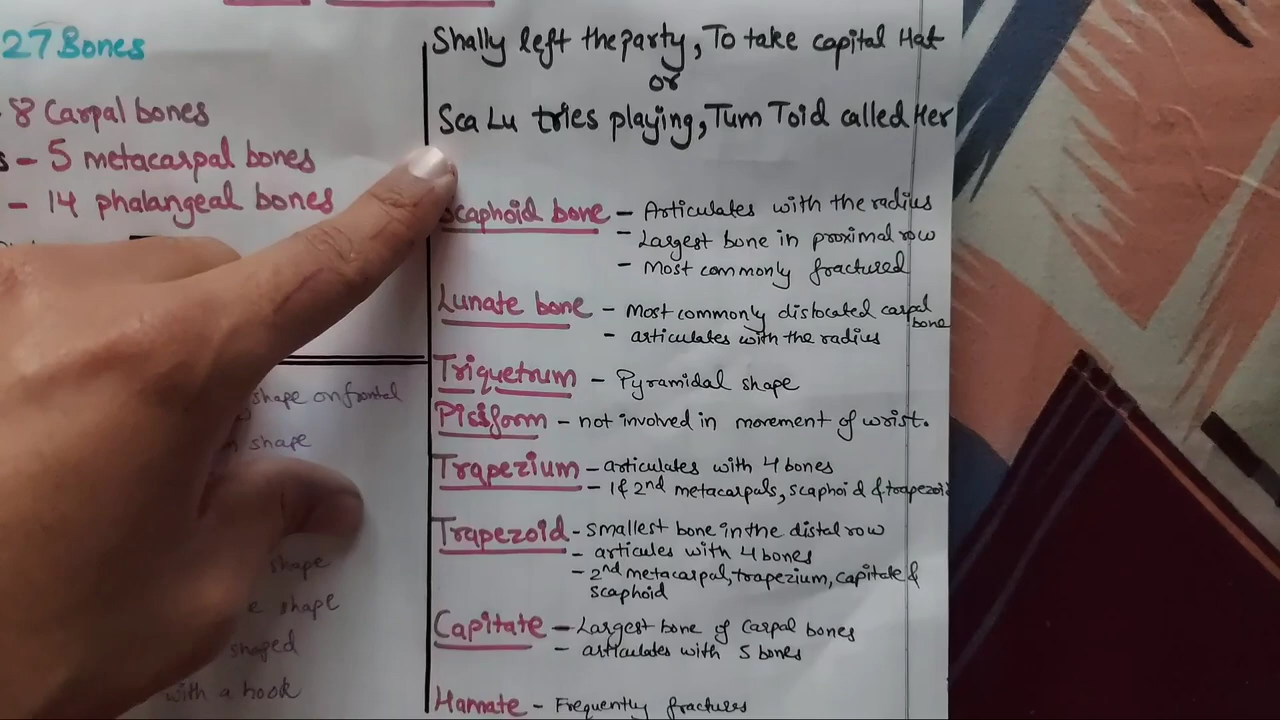 27 Bones
8 Carpal bones
s - 5 metacarpal bones
- 14 phalangeal bones
shape on frontal
shape
shape
e shape
shaped
with a hook
Shally left the party, To take capital Hat
or
Sca Lu tries playing, Tum Toid called Her
Scaphoid bone - Articulates with the radius
- Largest bone in proximal row
- Most commonly fractured
Lunate bone - Most commonly dislocated carpal
bone
- articulates with the radius
Triquetrum - Pyramidal shape
Pisiform - not involved in movement of wrist.
Trapezium - articulates with 4 bones
- 1 & 2nd metacarpals, scaphoid & trapezoid
Trapezoid - smallest bone in the distal row
- articules with 4 bones
- 2nd metacarpal, trapezium, capitate &
scaphoid
Capitate - Largest bone of carpal bones
- articulates with 5 bones
Hamate - Frequently fractures